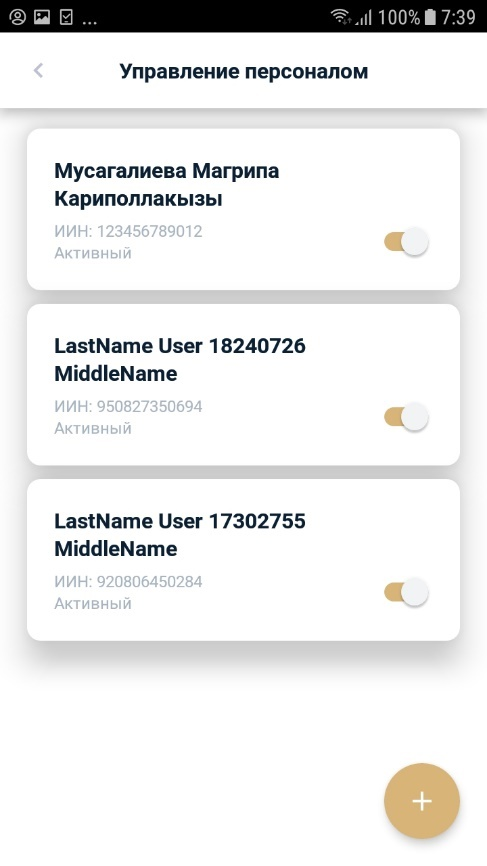 ... 100% 7:39
Управление персоналом
Мусагалиева Магрипа
Кариполлакызы
ИИН: 123456789012
Активный
LastName User 18240726
MiddleName
ИИН: 950827350694
Активный
LastName User 17302755
MiddleName
ИИН: 920806450284
Активный
+